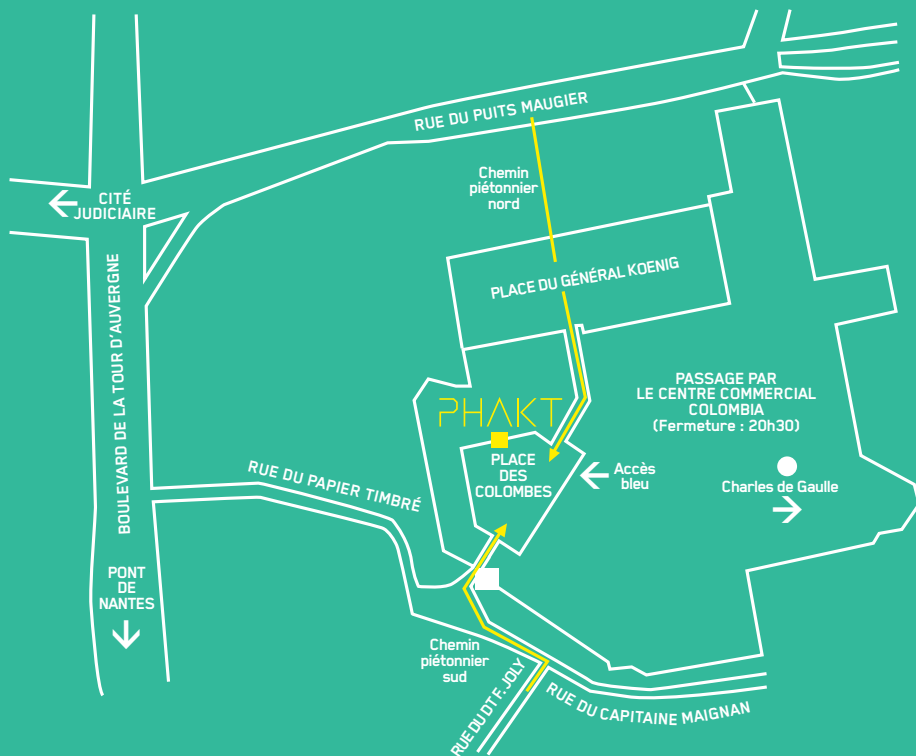 RUE DU PUITS MAUGIER
Chemin
piétonnier
nord
CITÉ
JUDICIAIRE
PLACE DU GÉNÉRAL KOENIG
BOULEVARD DE LA TOUR D'AUVERGNE
PASSAGE PAR
LE CENTRE COMMERCIAL
COLOMBIA
(Fermeture : 20h30)
PHAKT
PLACE
DES
COLOMBES
Accès
bleu
RUE DU PAPIER TIMBRÉ
Charles de Gaulle
PONT
DE
NANTES
Chemin
piétonnier
sud
RUE DU DT F. JOLY
RUE DU CAPITAINE MAIGNAN